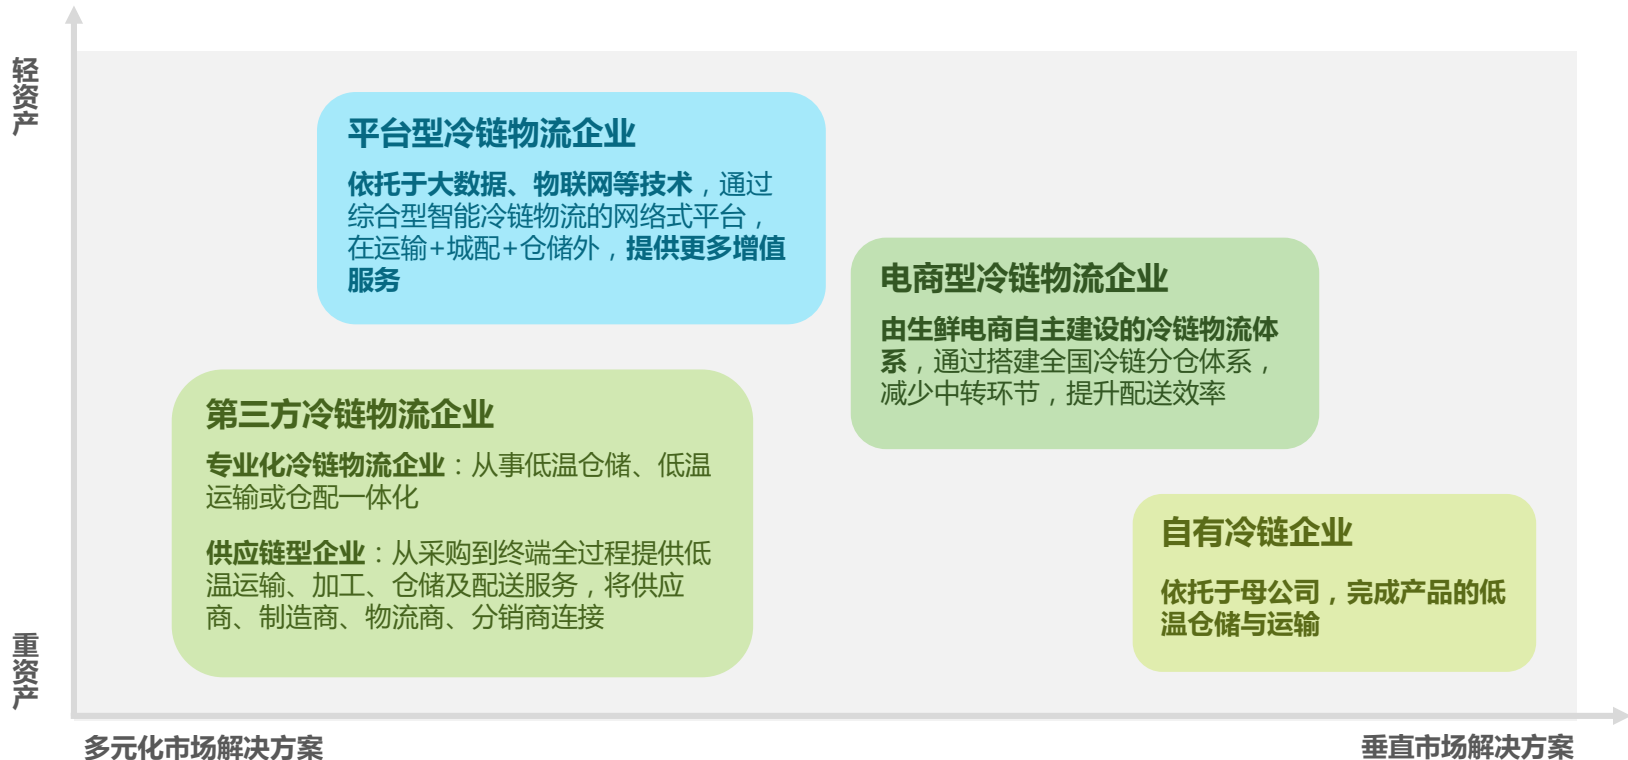 轻资产
平台型冷链物流企业
依托于大数据、物联网等技术，通过
综合型智能冷链物流的网络式平台，
在运输+城配+仓储外，提供更多增值
服务
电商型冷链物流企业
由生鲜电商自主建设的冷链物流体
系，通过搭建全国冷链分仓体系，
减少中转环节，提升配送效率
第三方冷链物流企业
专业化冷链物流企业：从事低温仓储、低温
运输或仓配一体化
供应链型企业：从采购到终端全过程提供低
温运输、加工、仓储及配送服务，将供应
商、制造商、物流商、分销商连接
自有冷链企业
依托于母公司，完成产品的低
温仓储与运输
重资产
多元化市场解决方案
垂直市场解决方案